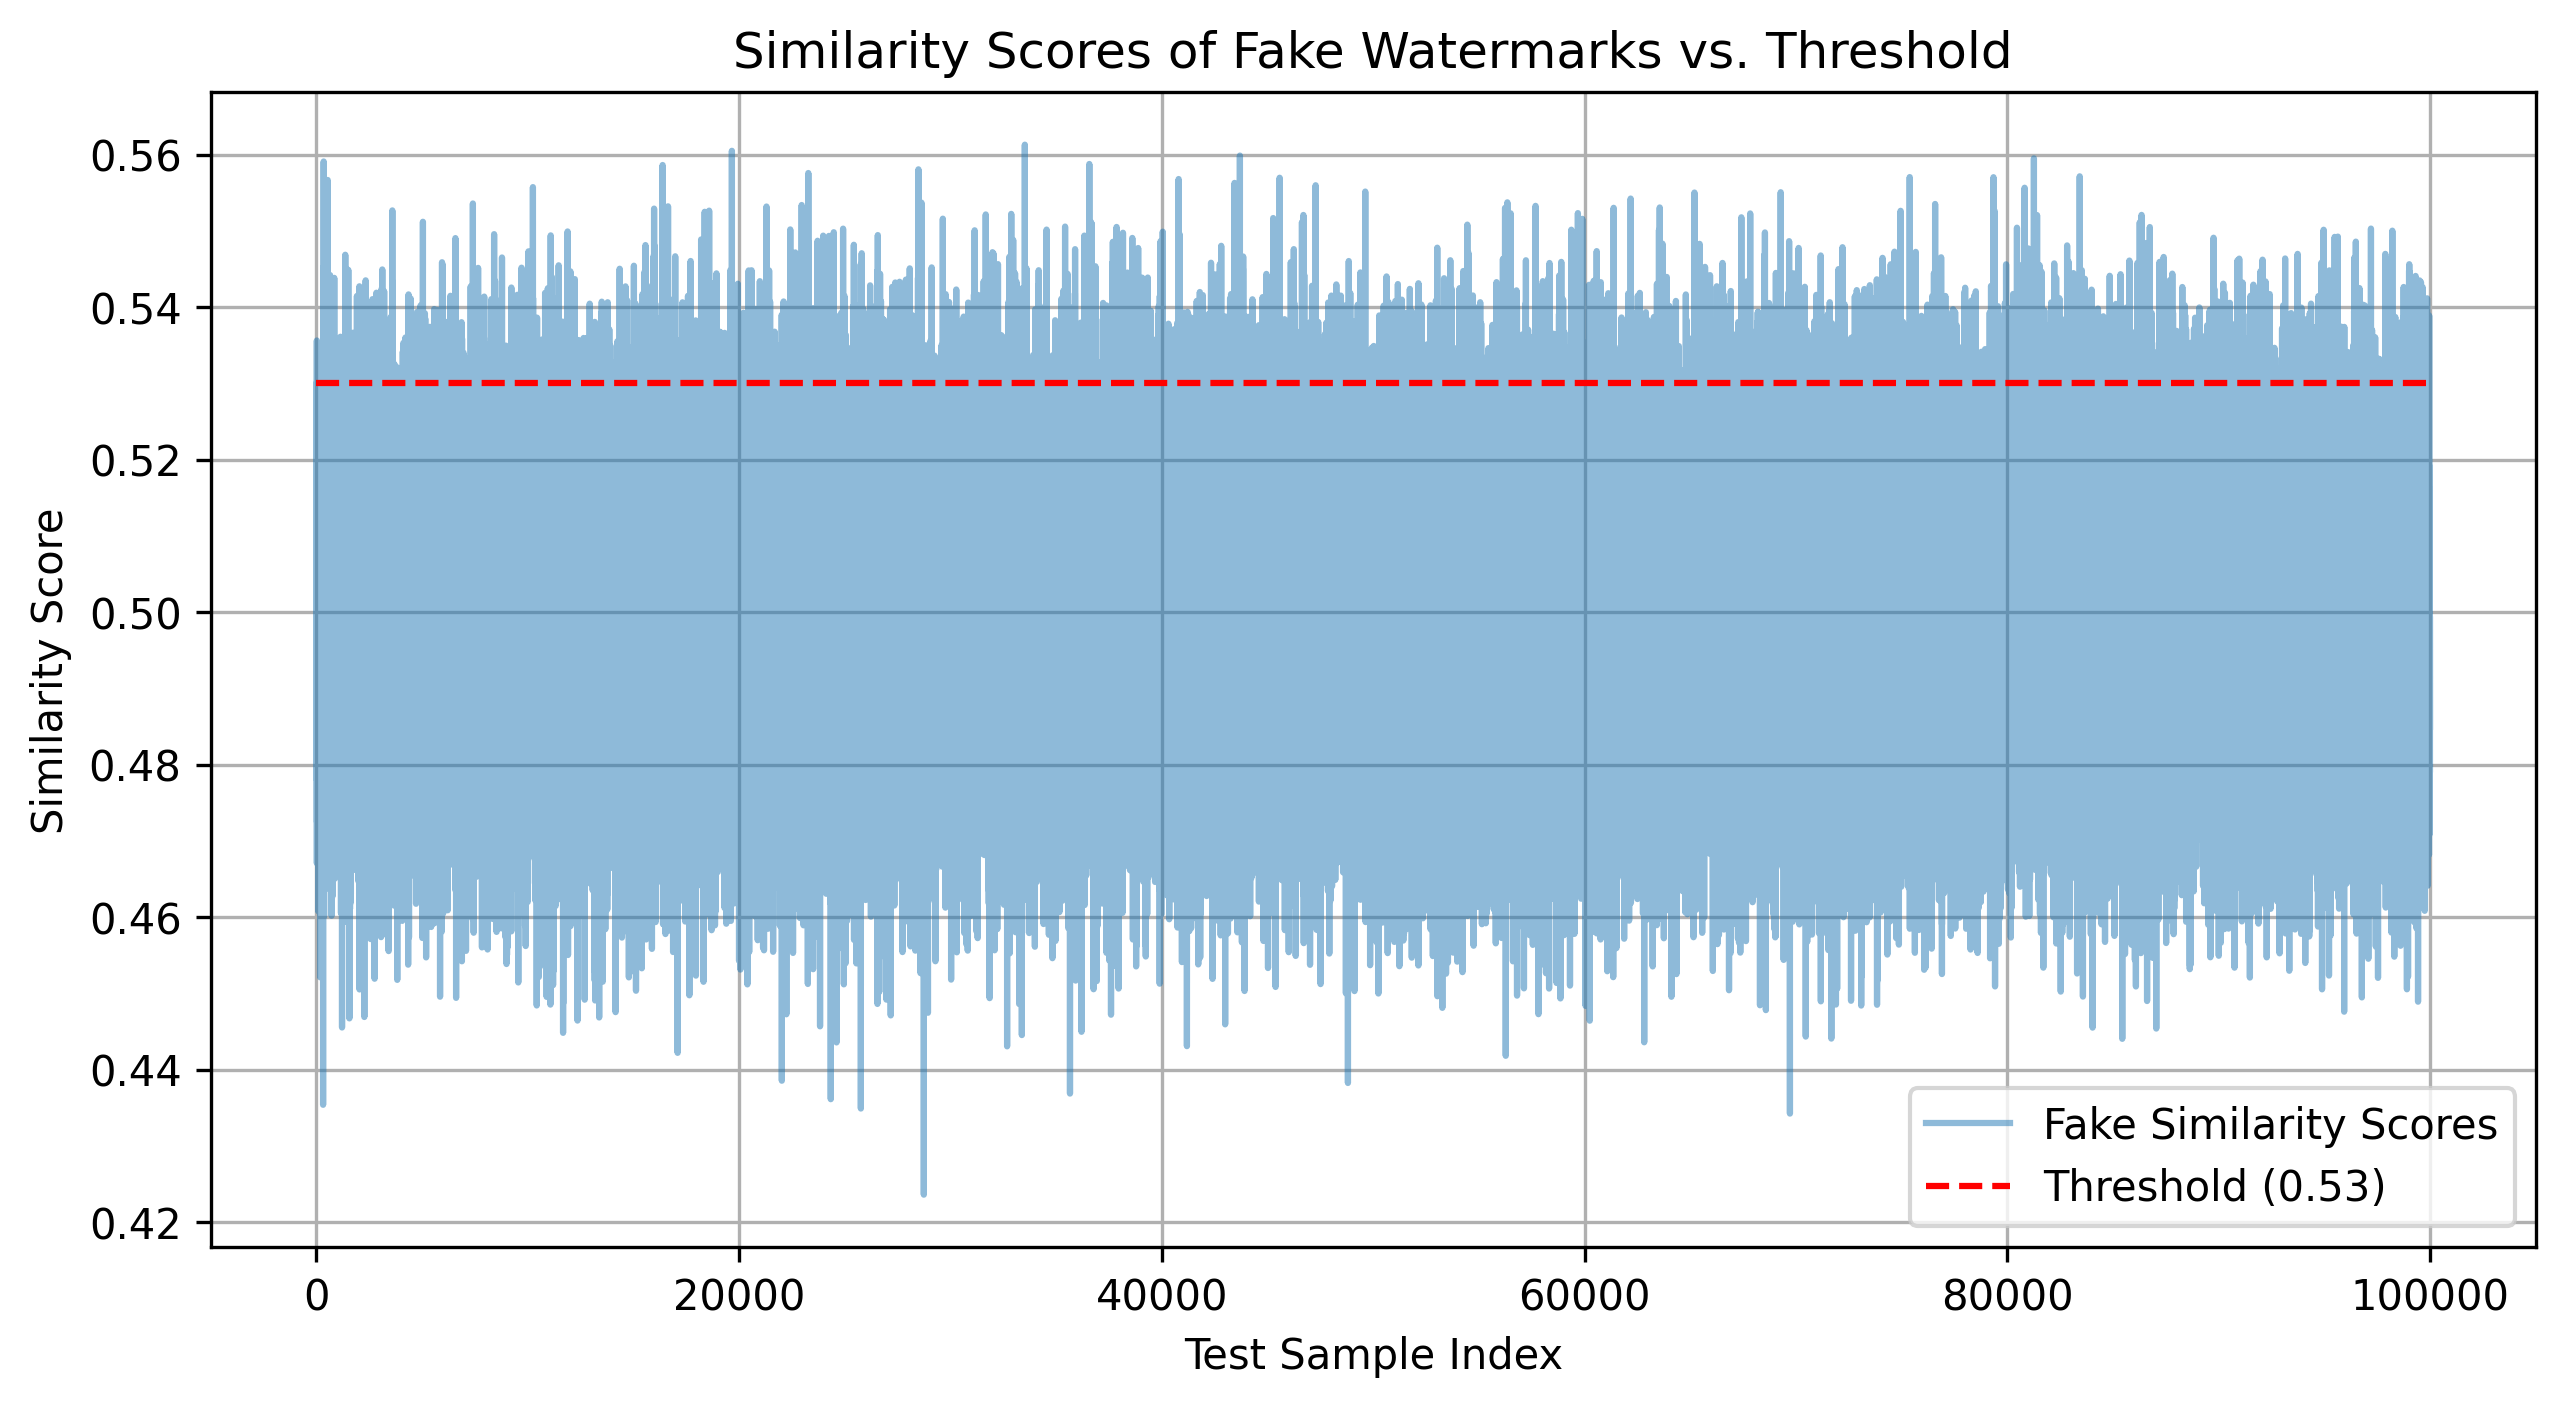 Similarity Scores of Fake Watermarks vs. Threshold
0.56
0.54
0.52
0.50
0.48
0.46
0.44
0.42
Similarity Score
Fake Similarity Scores
Threshold (0.53)
0 20000 40000 60000 80000 100000
Test Sample Index